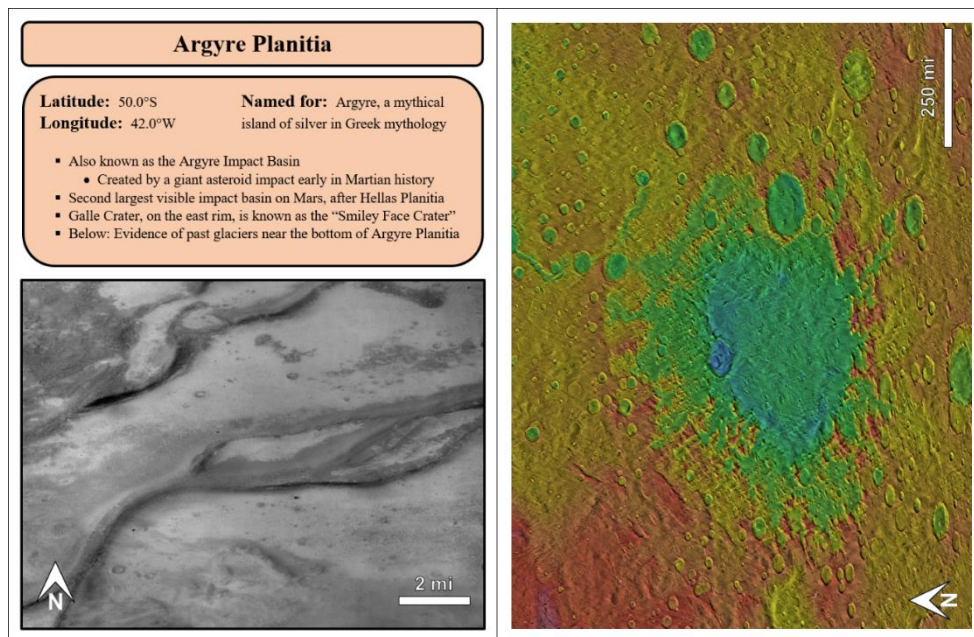 Argyre Planitia
Latitude: 50.0°S
Longitude: 42.0°W
Named for: Argyre, a mythical
island of silver in Greek mythology
▪ Also known as the Argyre Impact Basin
• Created by a giant asteroid impact early in Martian history
▪ Second largest visible impact basin on Mars, after Hellas Planitia
▪ Galle Crater, on the east rim, is known as the “Smiley Face Crater”
▪ Below: Evidence of past glaciers near the bottom of Argyre Planitia
N
2 mi
250 mi
N